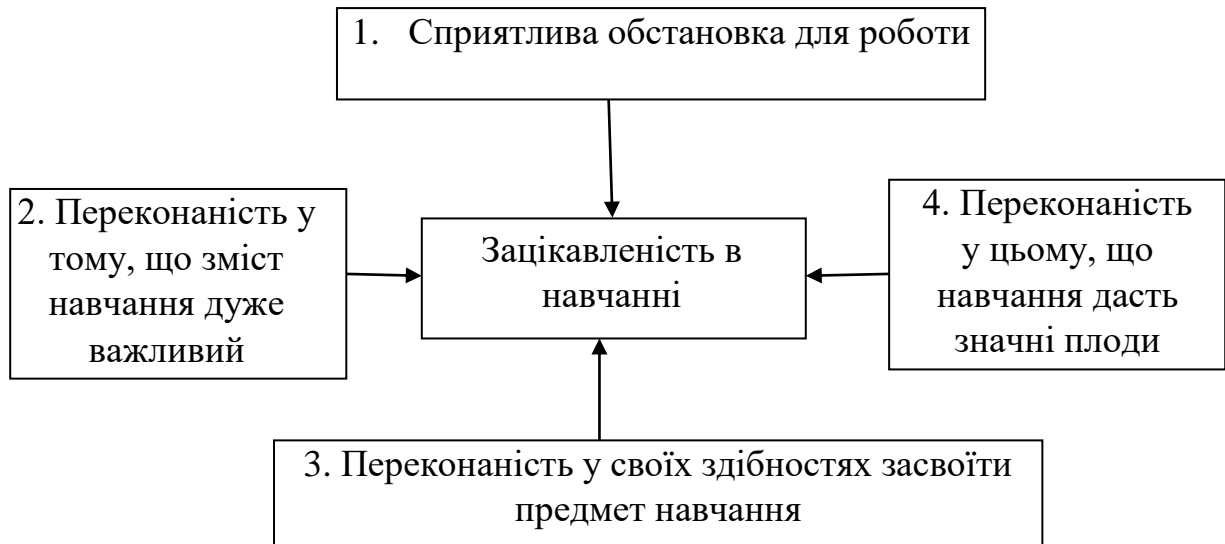 1. Сприятлива обстановка для роботи
2. Переконаність у
тому, що зміст
навчання дуже
важливий
Зацікавленість в
навчанні
4. Переконаність
у цьому, що
навчання дасть
значні плоди
3. Переконаність у своїх здібностях засвоїти
предмет навчання